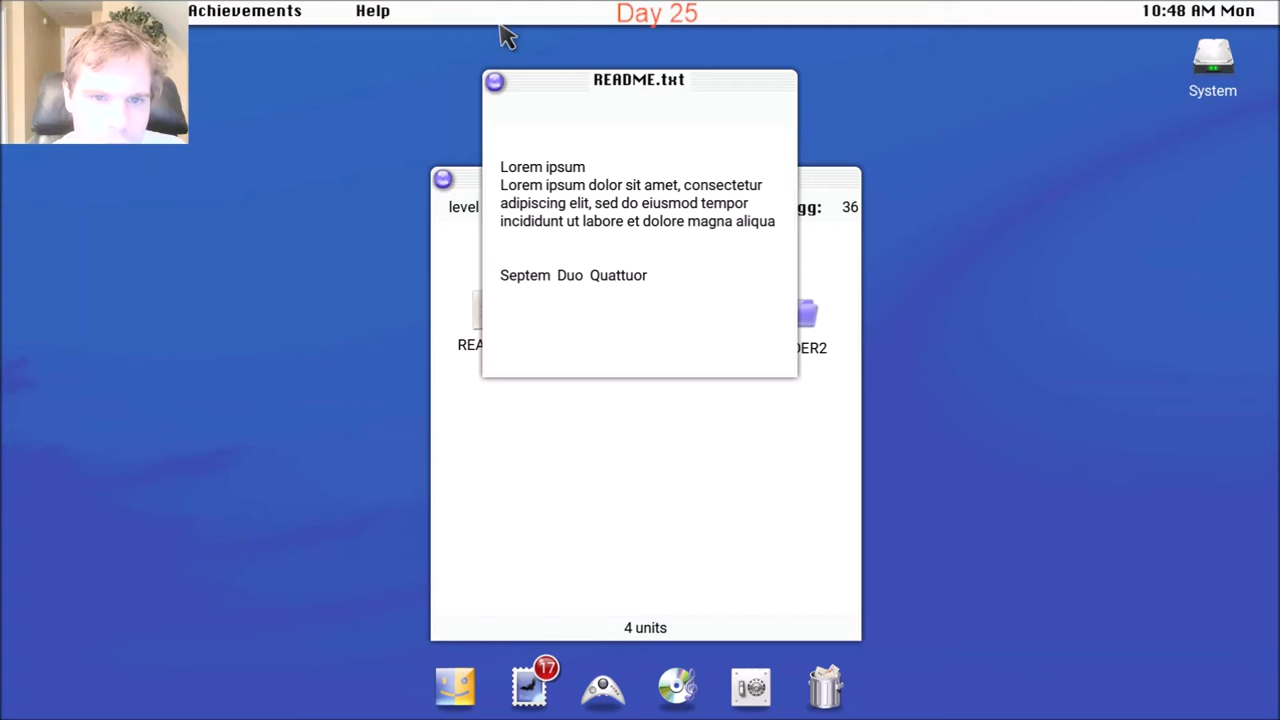 Achievements Help Day 25 10:48 AM Mon
System
README.txt
Lorem ipsum
Lorem ipsum dolor sit amet, consectetur
adipiscing elit, sed do eiusmod tempor
incididunt ut labore et dolore magna aliqua
Septem Duo Quattuor
level gg: 36
REA DER2
4 units
17